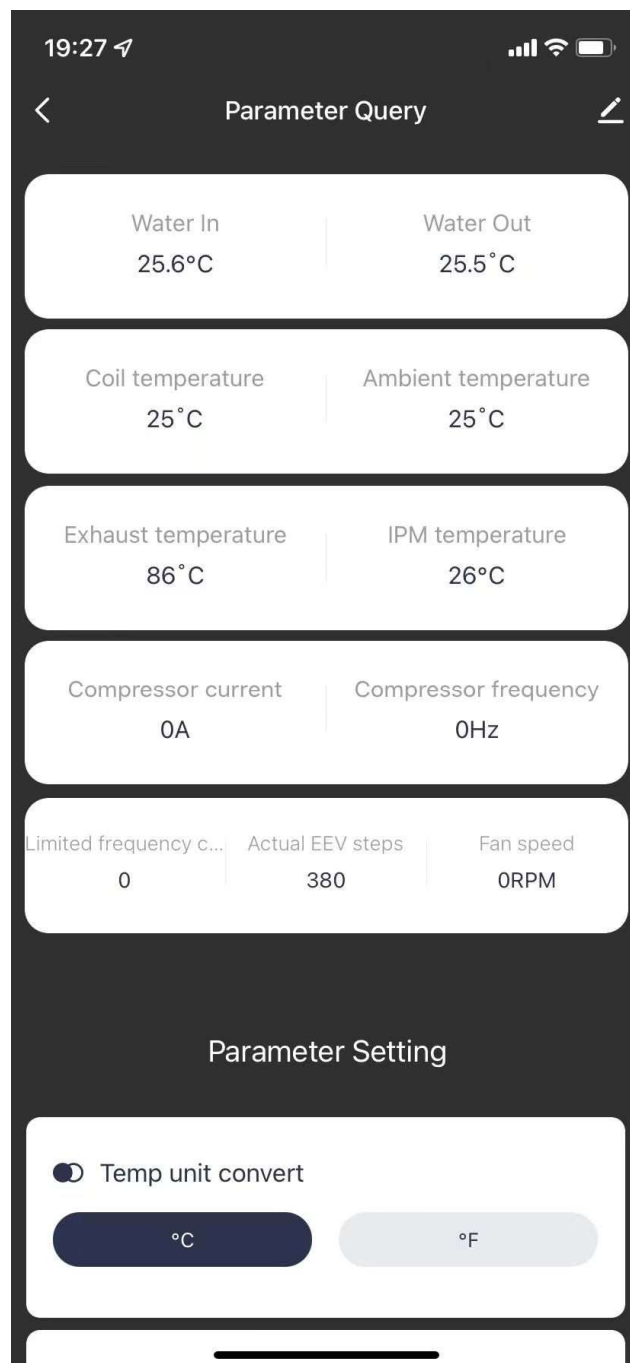 19:27
Parameter Query
Water In Water Out
25.6°C 25.5°C
Coil temperature Ambient temperature
25°C 25°C
Exhaust temperature IPM temperature
86°C 26°C
Compressor current Compressor frequency
0A 0Hz
Limited frequency c... Actual EEV steps Fan speed
0 380 0RPM
Parameter Setting
Temp unit convert
°C °F